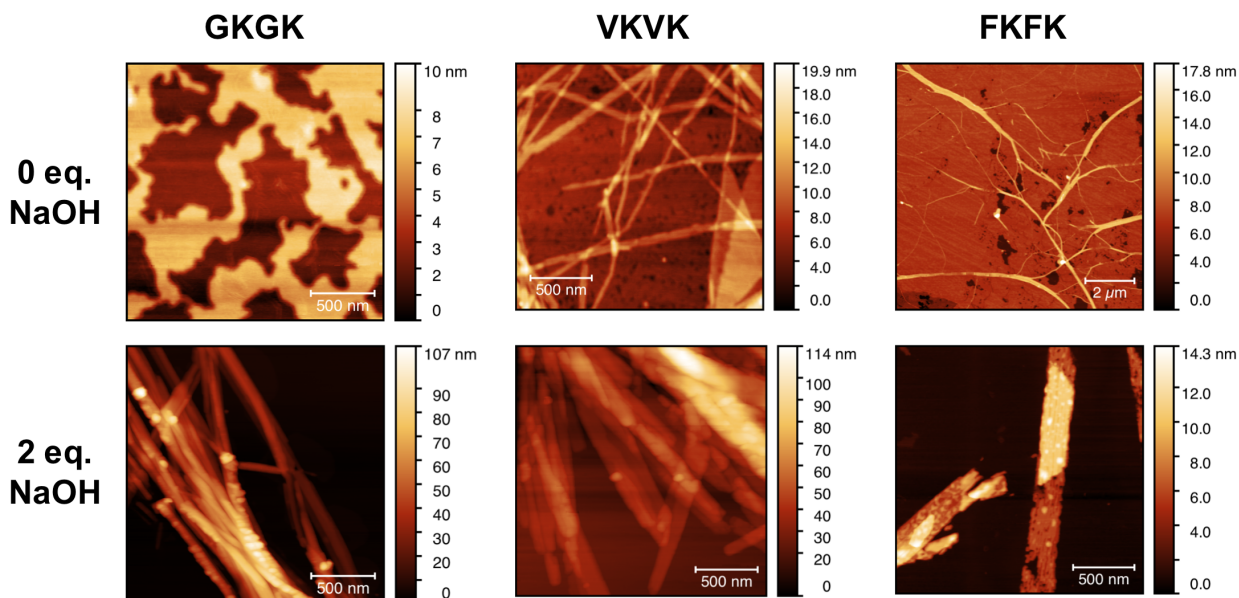 GKGK
VKVK
FKFK
0 eq.
NaOH
10 nm
8
7
6
5
4
3
2
0
500 nm
19.9 nm
18.0
16.0
14.0
12.0
10.0
8.0
6.0
4.0
0.0
500 nm
17.8 nm
16.0
14.0
12.0
10.0
8.0
6.0
4.0
0.0
2 µm
2 eq.
NaOH
107 nm
90
80
70
60
50
40
30
20
0
500 nm
114 nm
100
90
80
70
60
50
40
30
20
0
500 nm
14.3 nm
12.0
10.0
8.0
6.0
4.0
0.0
500 nm